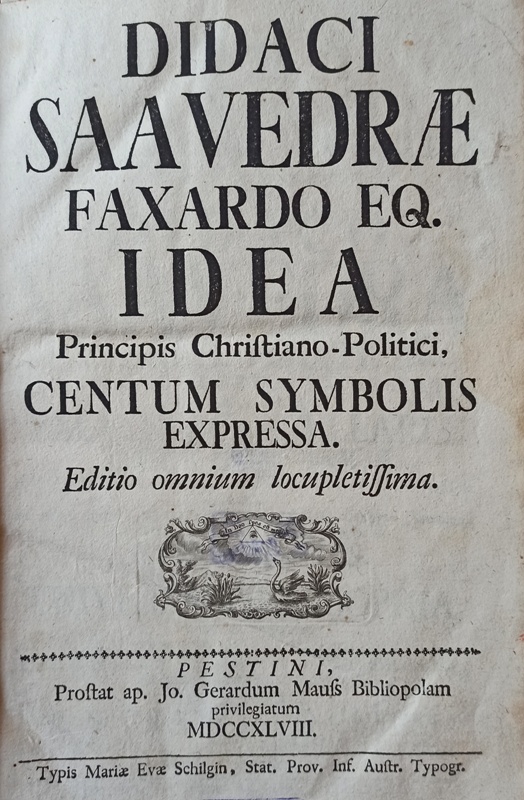 DIDACI
SAAVEDRÆ
FAXARDO EQ.
IDEA
Principis Chriſtiano-Politici,
CENTUM SYMBOLIS
EXPRESSA.
Editio omnium locupletiſſima.
PESTINI,
Proſtat ap. Jo. Gerardum Mauſs Bibliopolam
privilegiatum
MDCCXLVIII.
Typis Mariæ Evæ Schilgin, Stat. Prov. Inf. Auſtr. Typogr.